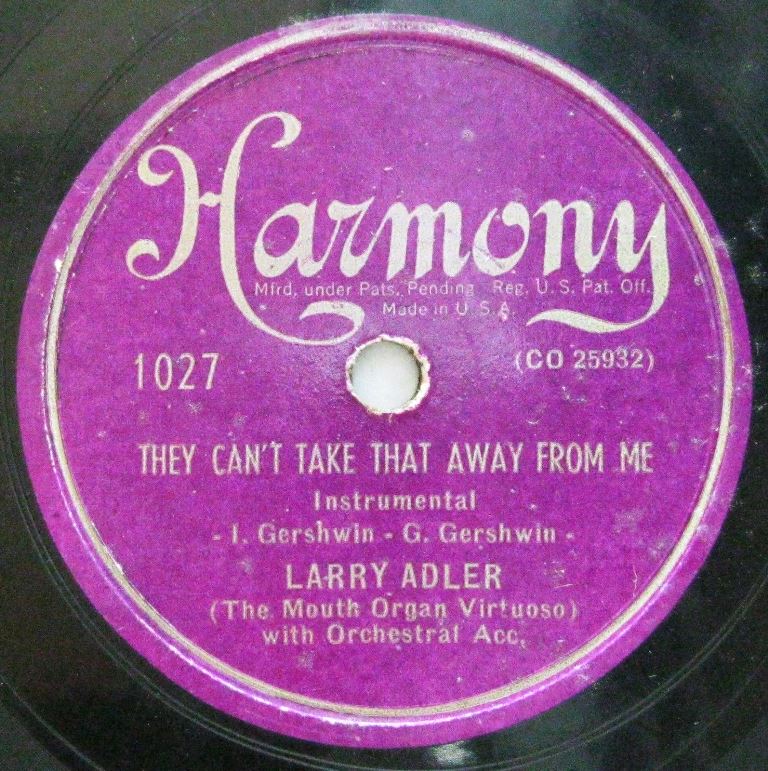 Harmony
Mfrd. under Pats. Pending Reg. U. S. Pat. Off.
Made in U. S. A.
1027
(CO 25932)
THEY CAN'T TAKE THAT AWAY FROM ME
Instrumental
- I. Gershwin - G. Gershwin -
LARRY ADLER
(The Mouth Organ Virtuoso)
with Orchestral Acc.